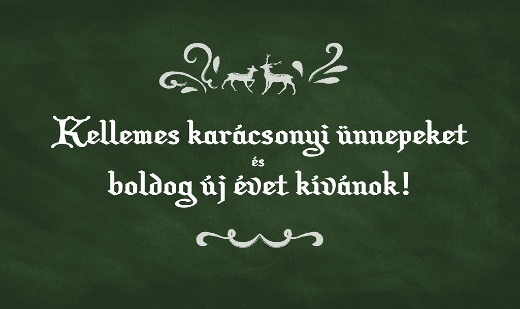 Kellemes karácsonyi ünnepeket
és
boldog új évet kívánok!